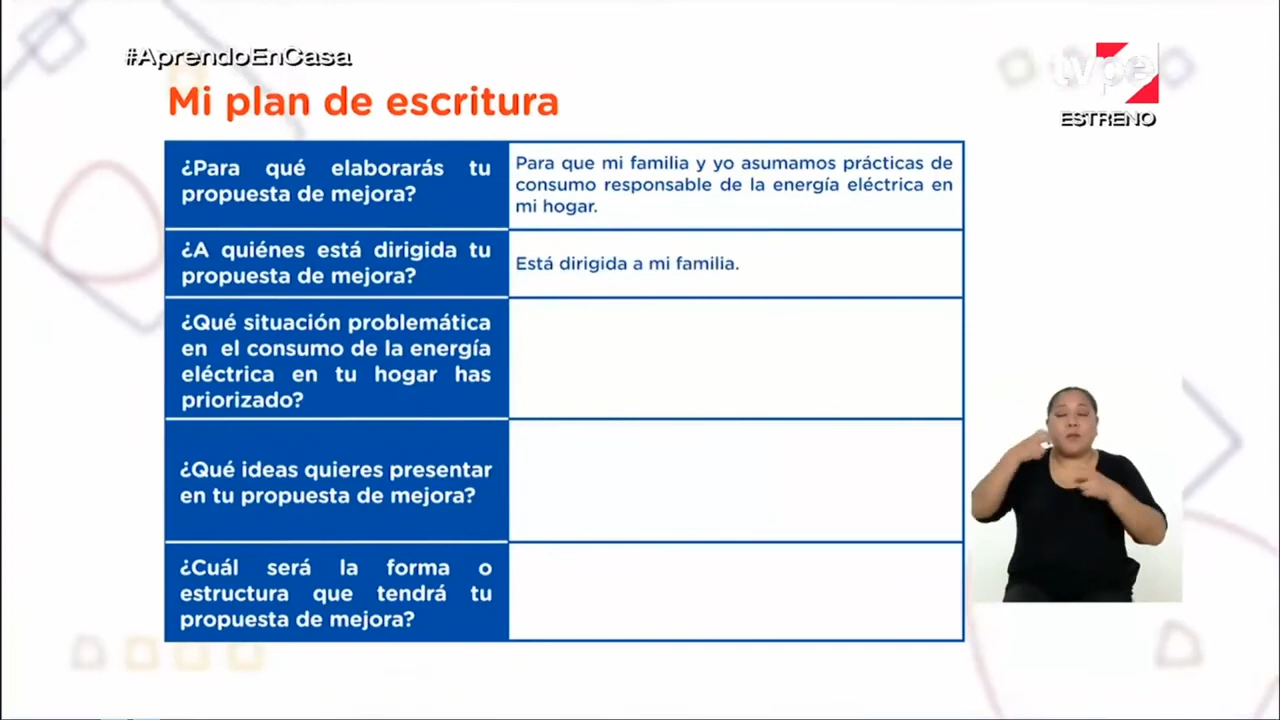 #AprendoEnCasa
tvpe
ESTRENO
Mi plan de escritura
¿Para qué elaborarás tu
propuesta de mejora?
Para que mi familia y yo asumamos prácticas de
consumo responsable de la energía eléctrica en
mi hogar.
¿A quiénes está dirigida tu
propuesta de mejora?
Está dirigida a mi familia.
¿Qué situación problemática
en el consumo de la energía
eléctrica en tu hogar has
priorizado?
¿Qué ideas quieres presentar
en tu propuesta de mejora?
¿Cuál será la forma o
estructura que tendrá tu
propuesta de mejora?